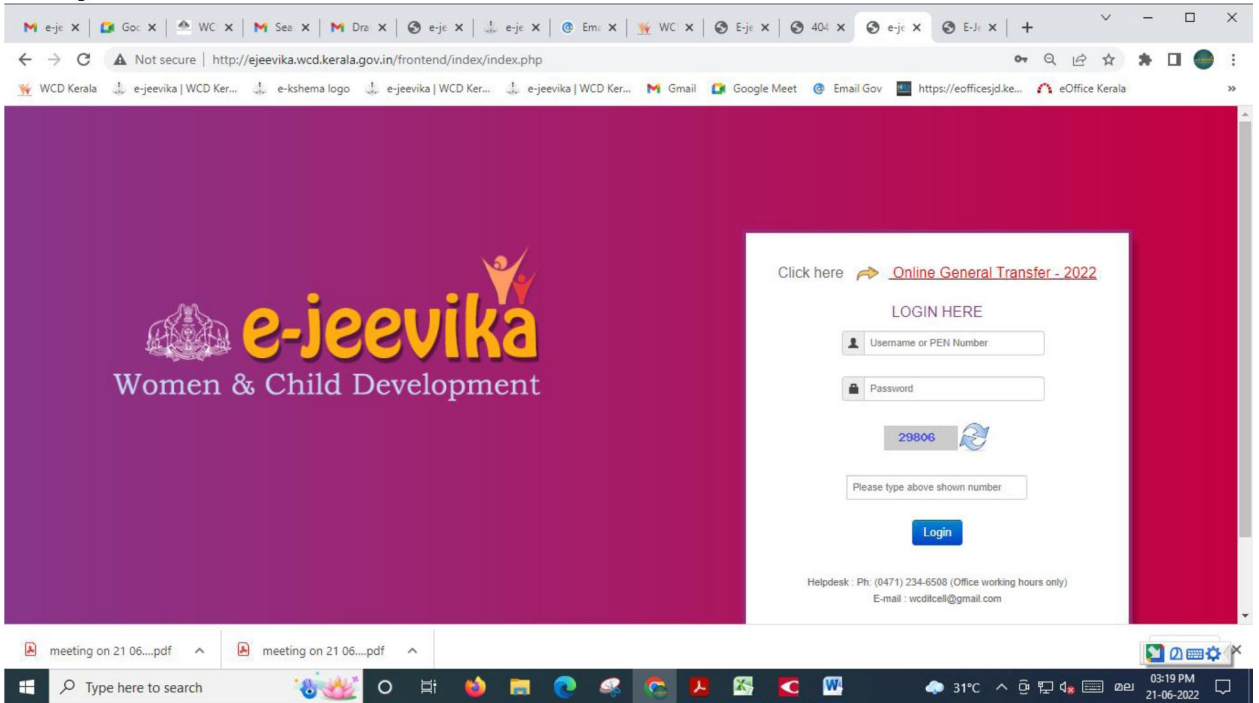 e-je
Goc
WC
Sea
Dra
e-je
e-je
Em
WC
E-je
404
e-je
E-Je
Not secure | http://ejeevika.wcd.kerala.gov.in/frontend/index/index.php
WCD Kerala
e-jeevika | WCD Ker...
e-kshema logo
e-jeevika | WCD Ker...
e-jeevika | WCD Ker...
Gmail
Google Meet
Email Gov
https://eofficesjd.ke...
eOffice Kerala
»
e-jeevika
Women & Child Development
Click here Online General Transfer - 2022
LOGIN HERE
Username or PEN Number
Password
29806
Please type above shown number
Login
Helpdesk : Ph: (0471) 234-6508 (Office working hours only)
E-mail : wcditcell@gmail.com
meeting on 21 06....pdf
meeting on 21 06....pdf
Type here to search
31°C
മല
03:19 PM
21-06-2022